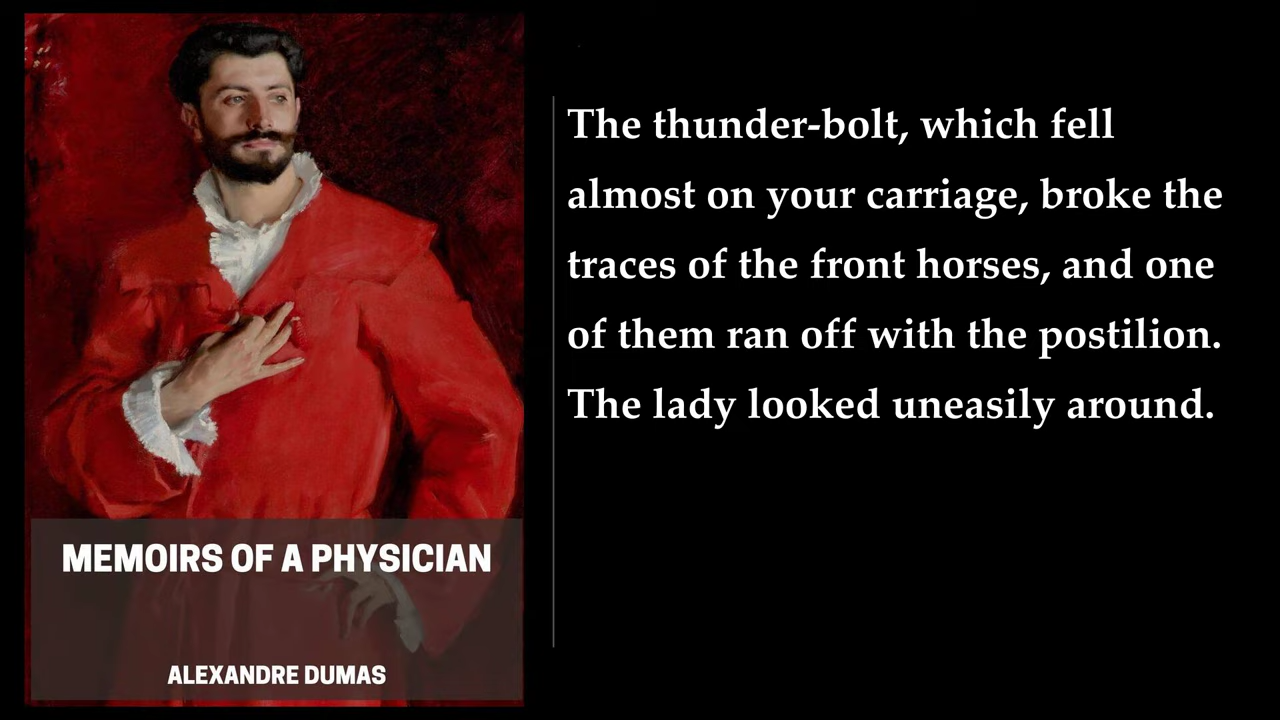 The thunder-bolt, which fell
almost on your carriage, broke the
traces of the front horses, and one
of them ran off with the postilion.
The lady looked uneasily around.
MEMOIRS OF A PHYSICIAN
ALEXANDRE DUMAS